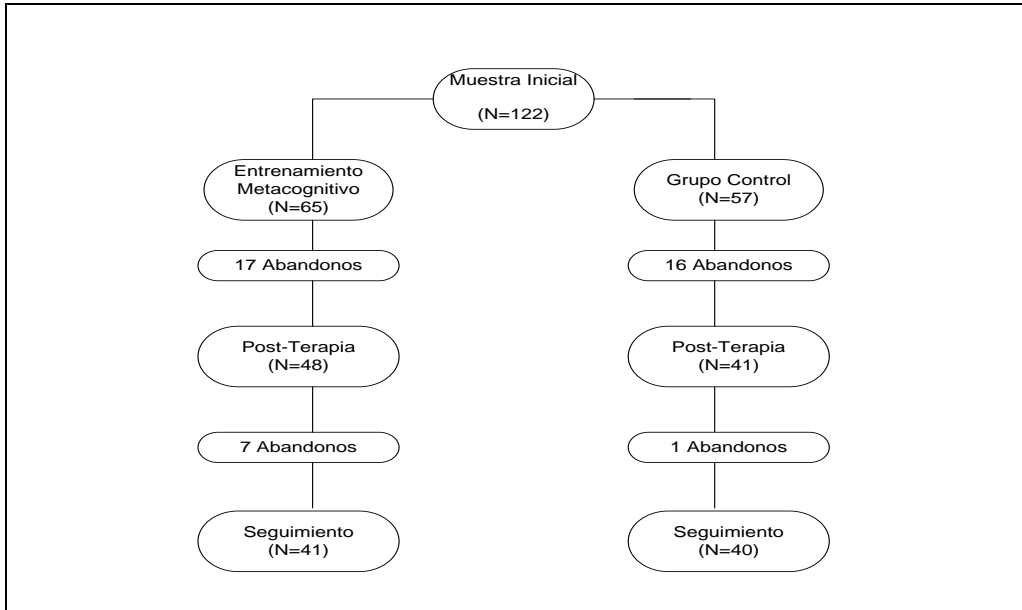 Muestra Inicial
(N=122)
Entrenamiento
Metacognitivo
(N=65)
Grupo Control
(N=57)
17 Abandonos
16 Abandonos
Post-Terapia
(N=48)
Post-Terapia
(N=41)
7 Abandonos
1 Abandonos
Seguimiento
(N=41)
Seguimiento
(N=40)